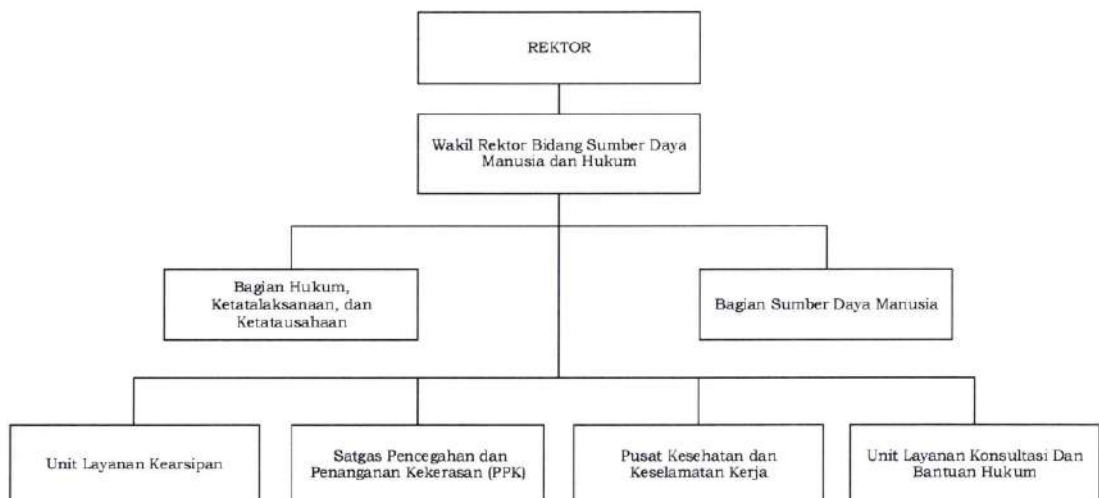 REKTOR
Wakil Rektor Bidang Sumber Daya
Manusia dan Hukum
Bagian Hukum,
Ketatalaksanaan, dan
Ketatausahaan
Bagian Sumber Daya Manusia
Unit Layanan Kearsipan
Satgas Pencegahan dan
Penanganan Kekerasan (PPK)
Pusat Kesehatan dan
Keselamatan Kerja
Unit Layanan Konsultasi Dan
Bantuan Hukum